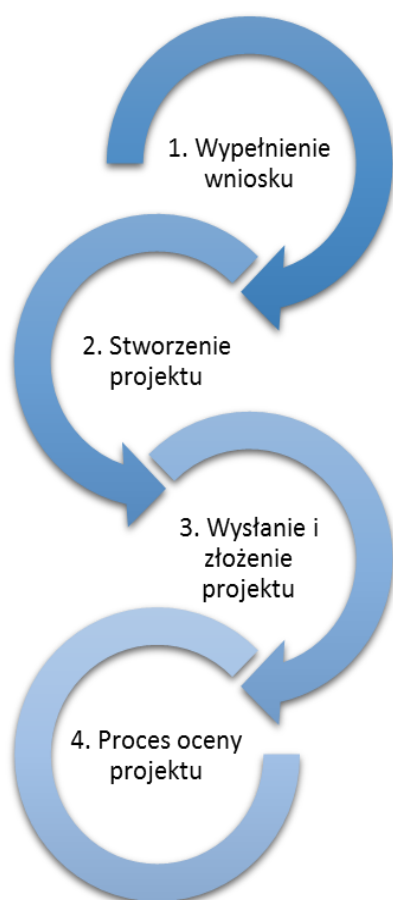 1. Wypełnienie
wniosku
2. Stworzenie
projektu
3. Wysłanie i
złożenie
projektu
4. Proces oceny
projektu